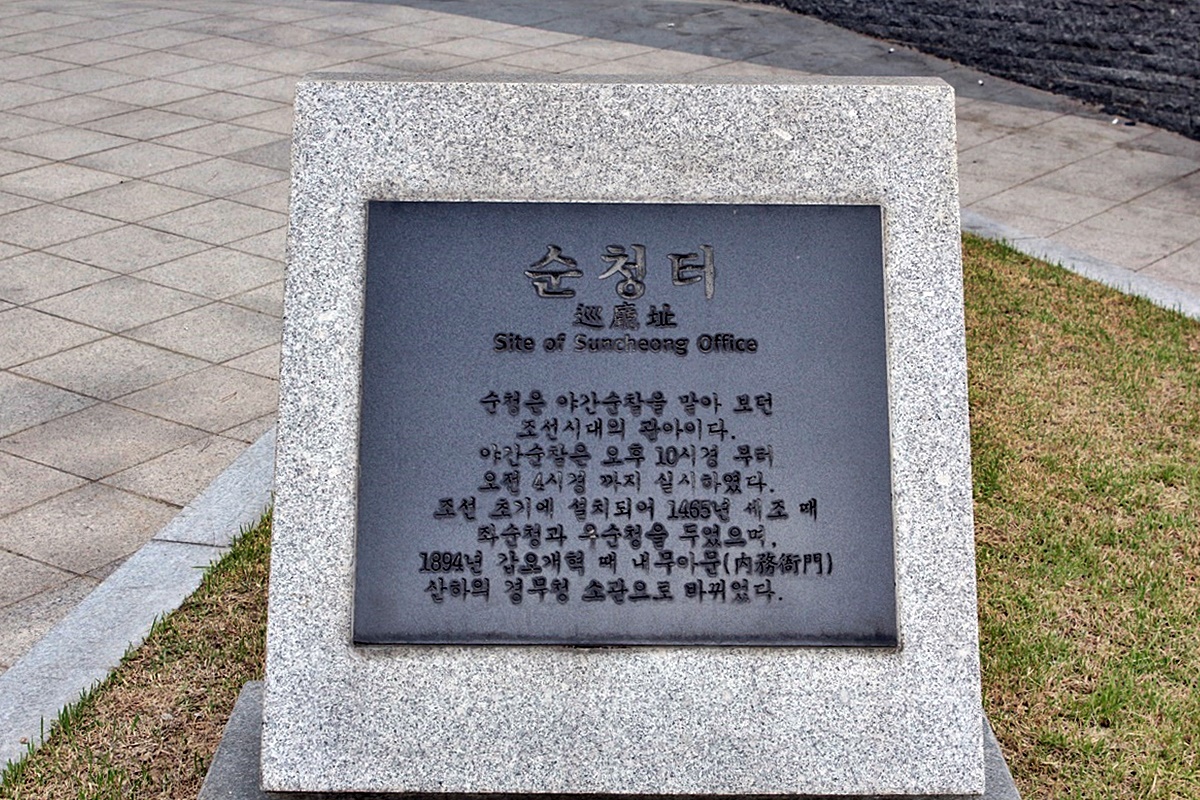 순청터
巡廳址
Site of Suncheong Office
순청은 야간순찰을 맡아 보던
조선시대의 관아이다.
야간순찰은 오후 10시경 부터
오전 4시경 까지 실시하였다.
조선 초기에 설치되어 1465년 세조 때
좌순청과 우순청을 두었으며,
1894년 갑오개혁 때 내무아문(内務衙門)
산하의 경무청 소관으로 바뀌었다.